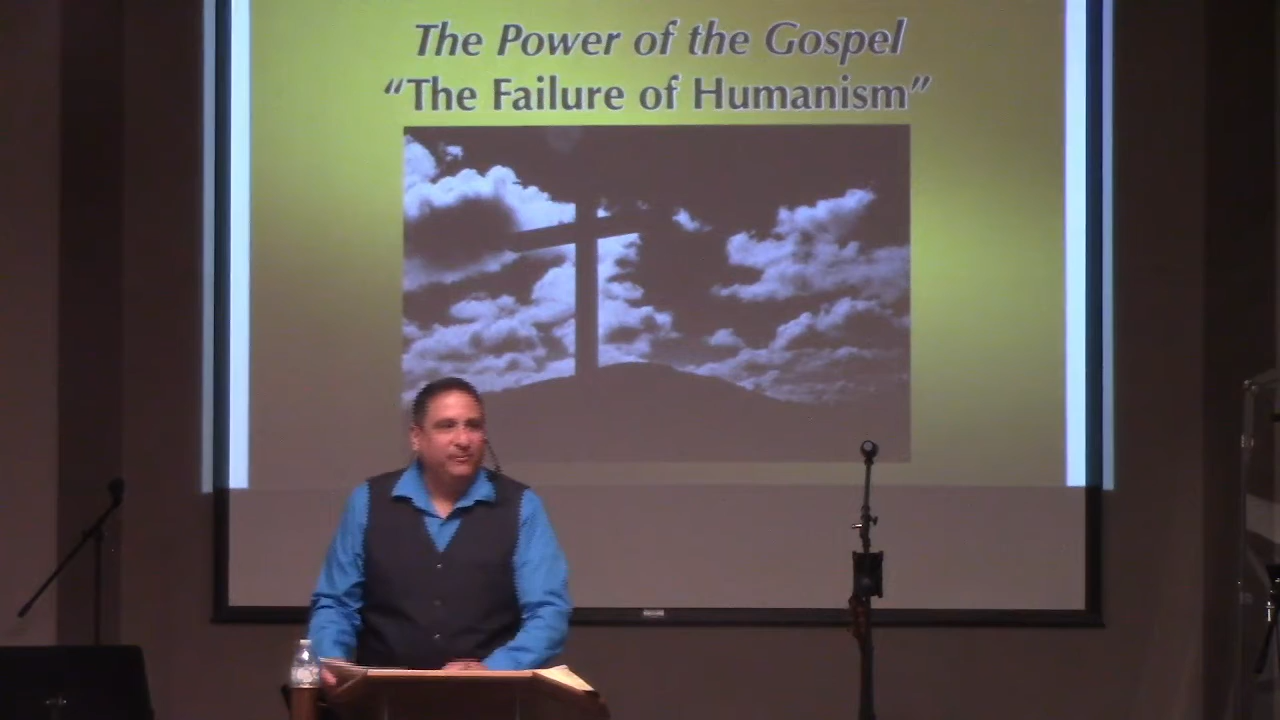 The Power of the Gospel
“The Failure of Humanism”